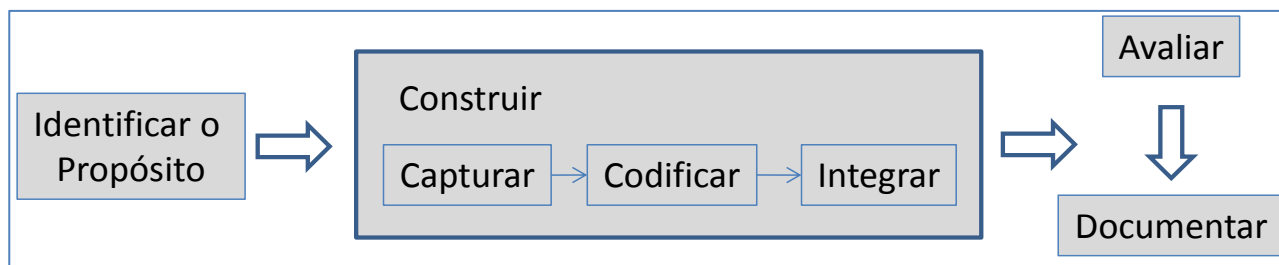 Identificar o
Propósito
Construir
Capturar
Codificar
Integrar
Avaliar
Documentar